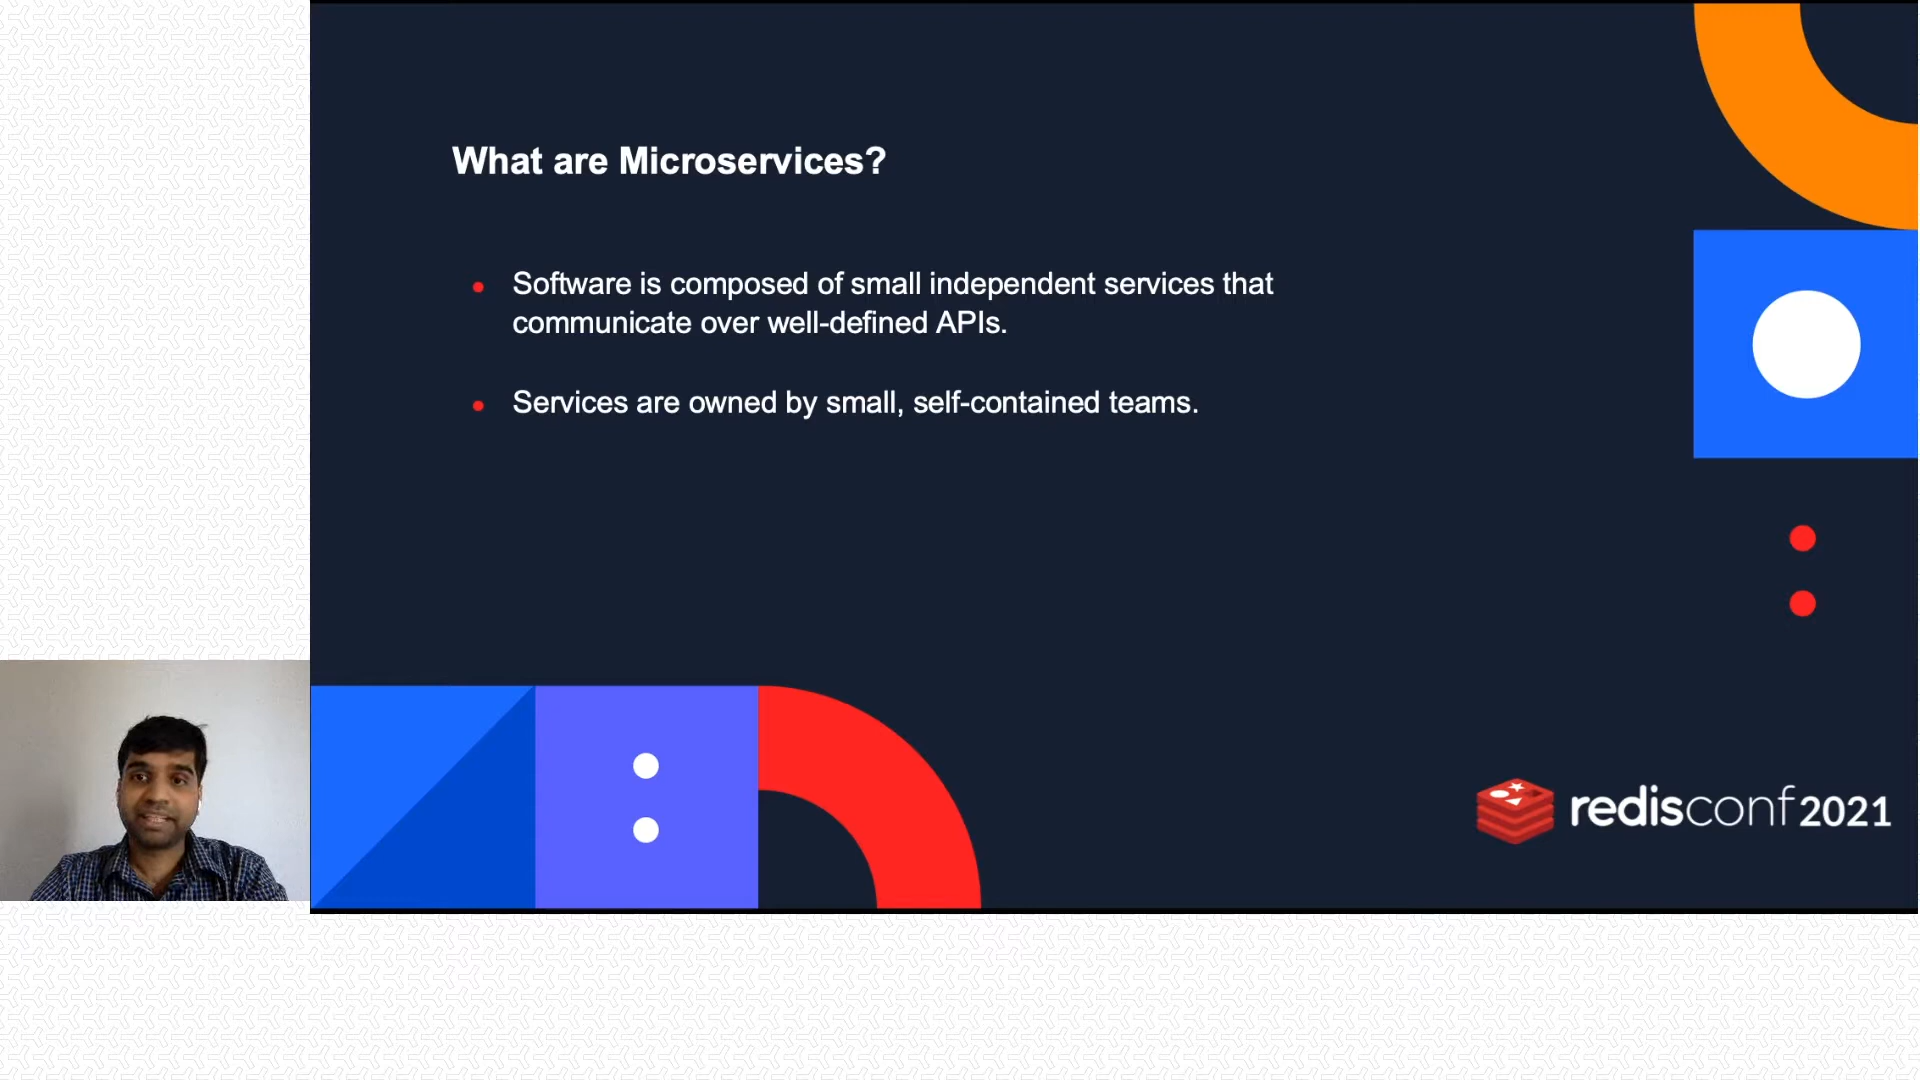 What are Microservices?
Software is composed of small independent services that
communicate over well-defined APIs.
Services are owned by small, self-contained teams.
redisconf2021